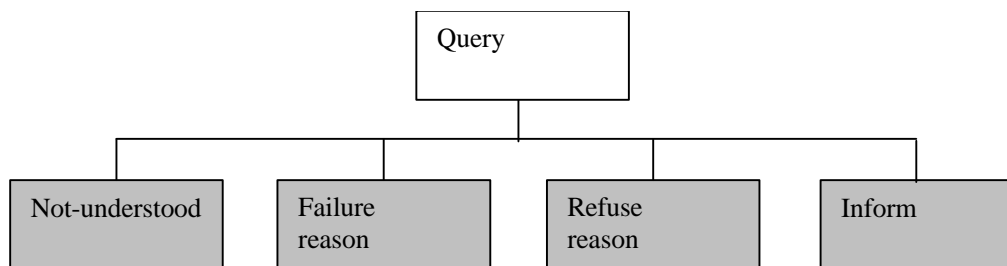 Query
Not-understood
Failure
reason
Refuse
reason
Inform